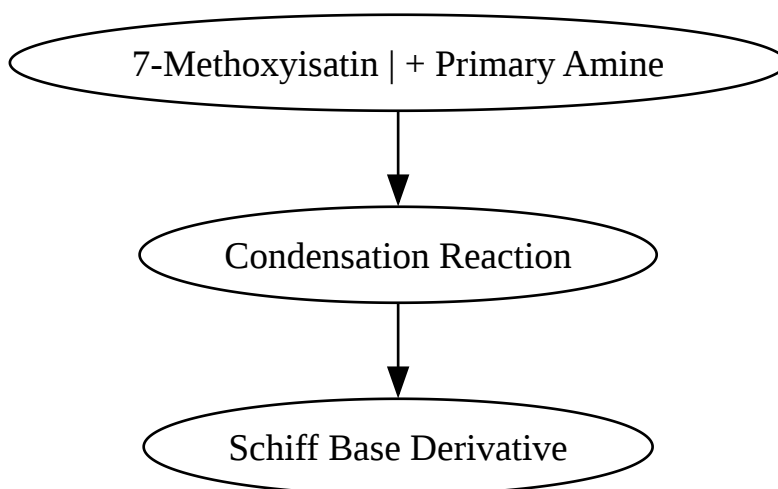 7-Methoxyisatin | + Primary Amine
Condensation Reaction
Schiff Base Derivative